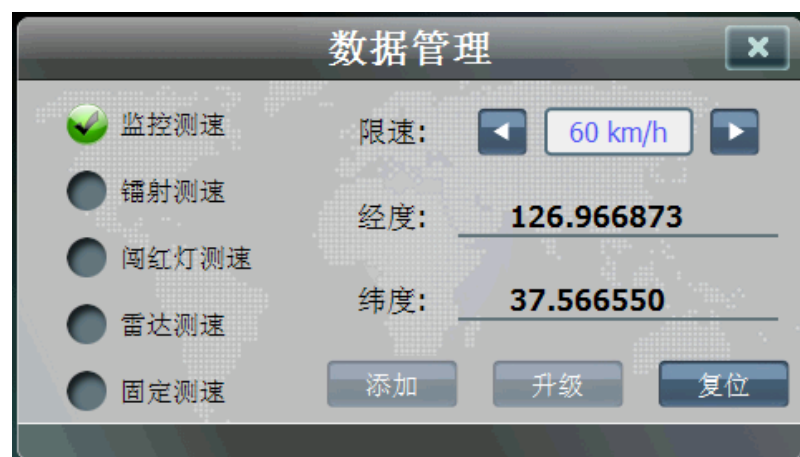 数据管理
监控测速
镭射测速
闯红灯测速
雷达测速
固定测速
限速: 60 km/h
经度: 126.966873
纬度: 37.566550
添加 升级 复位